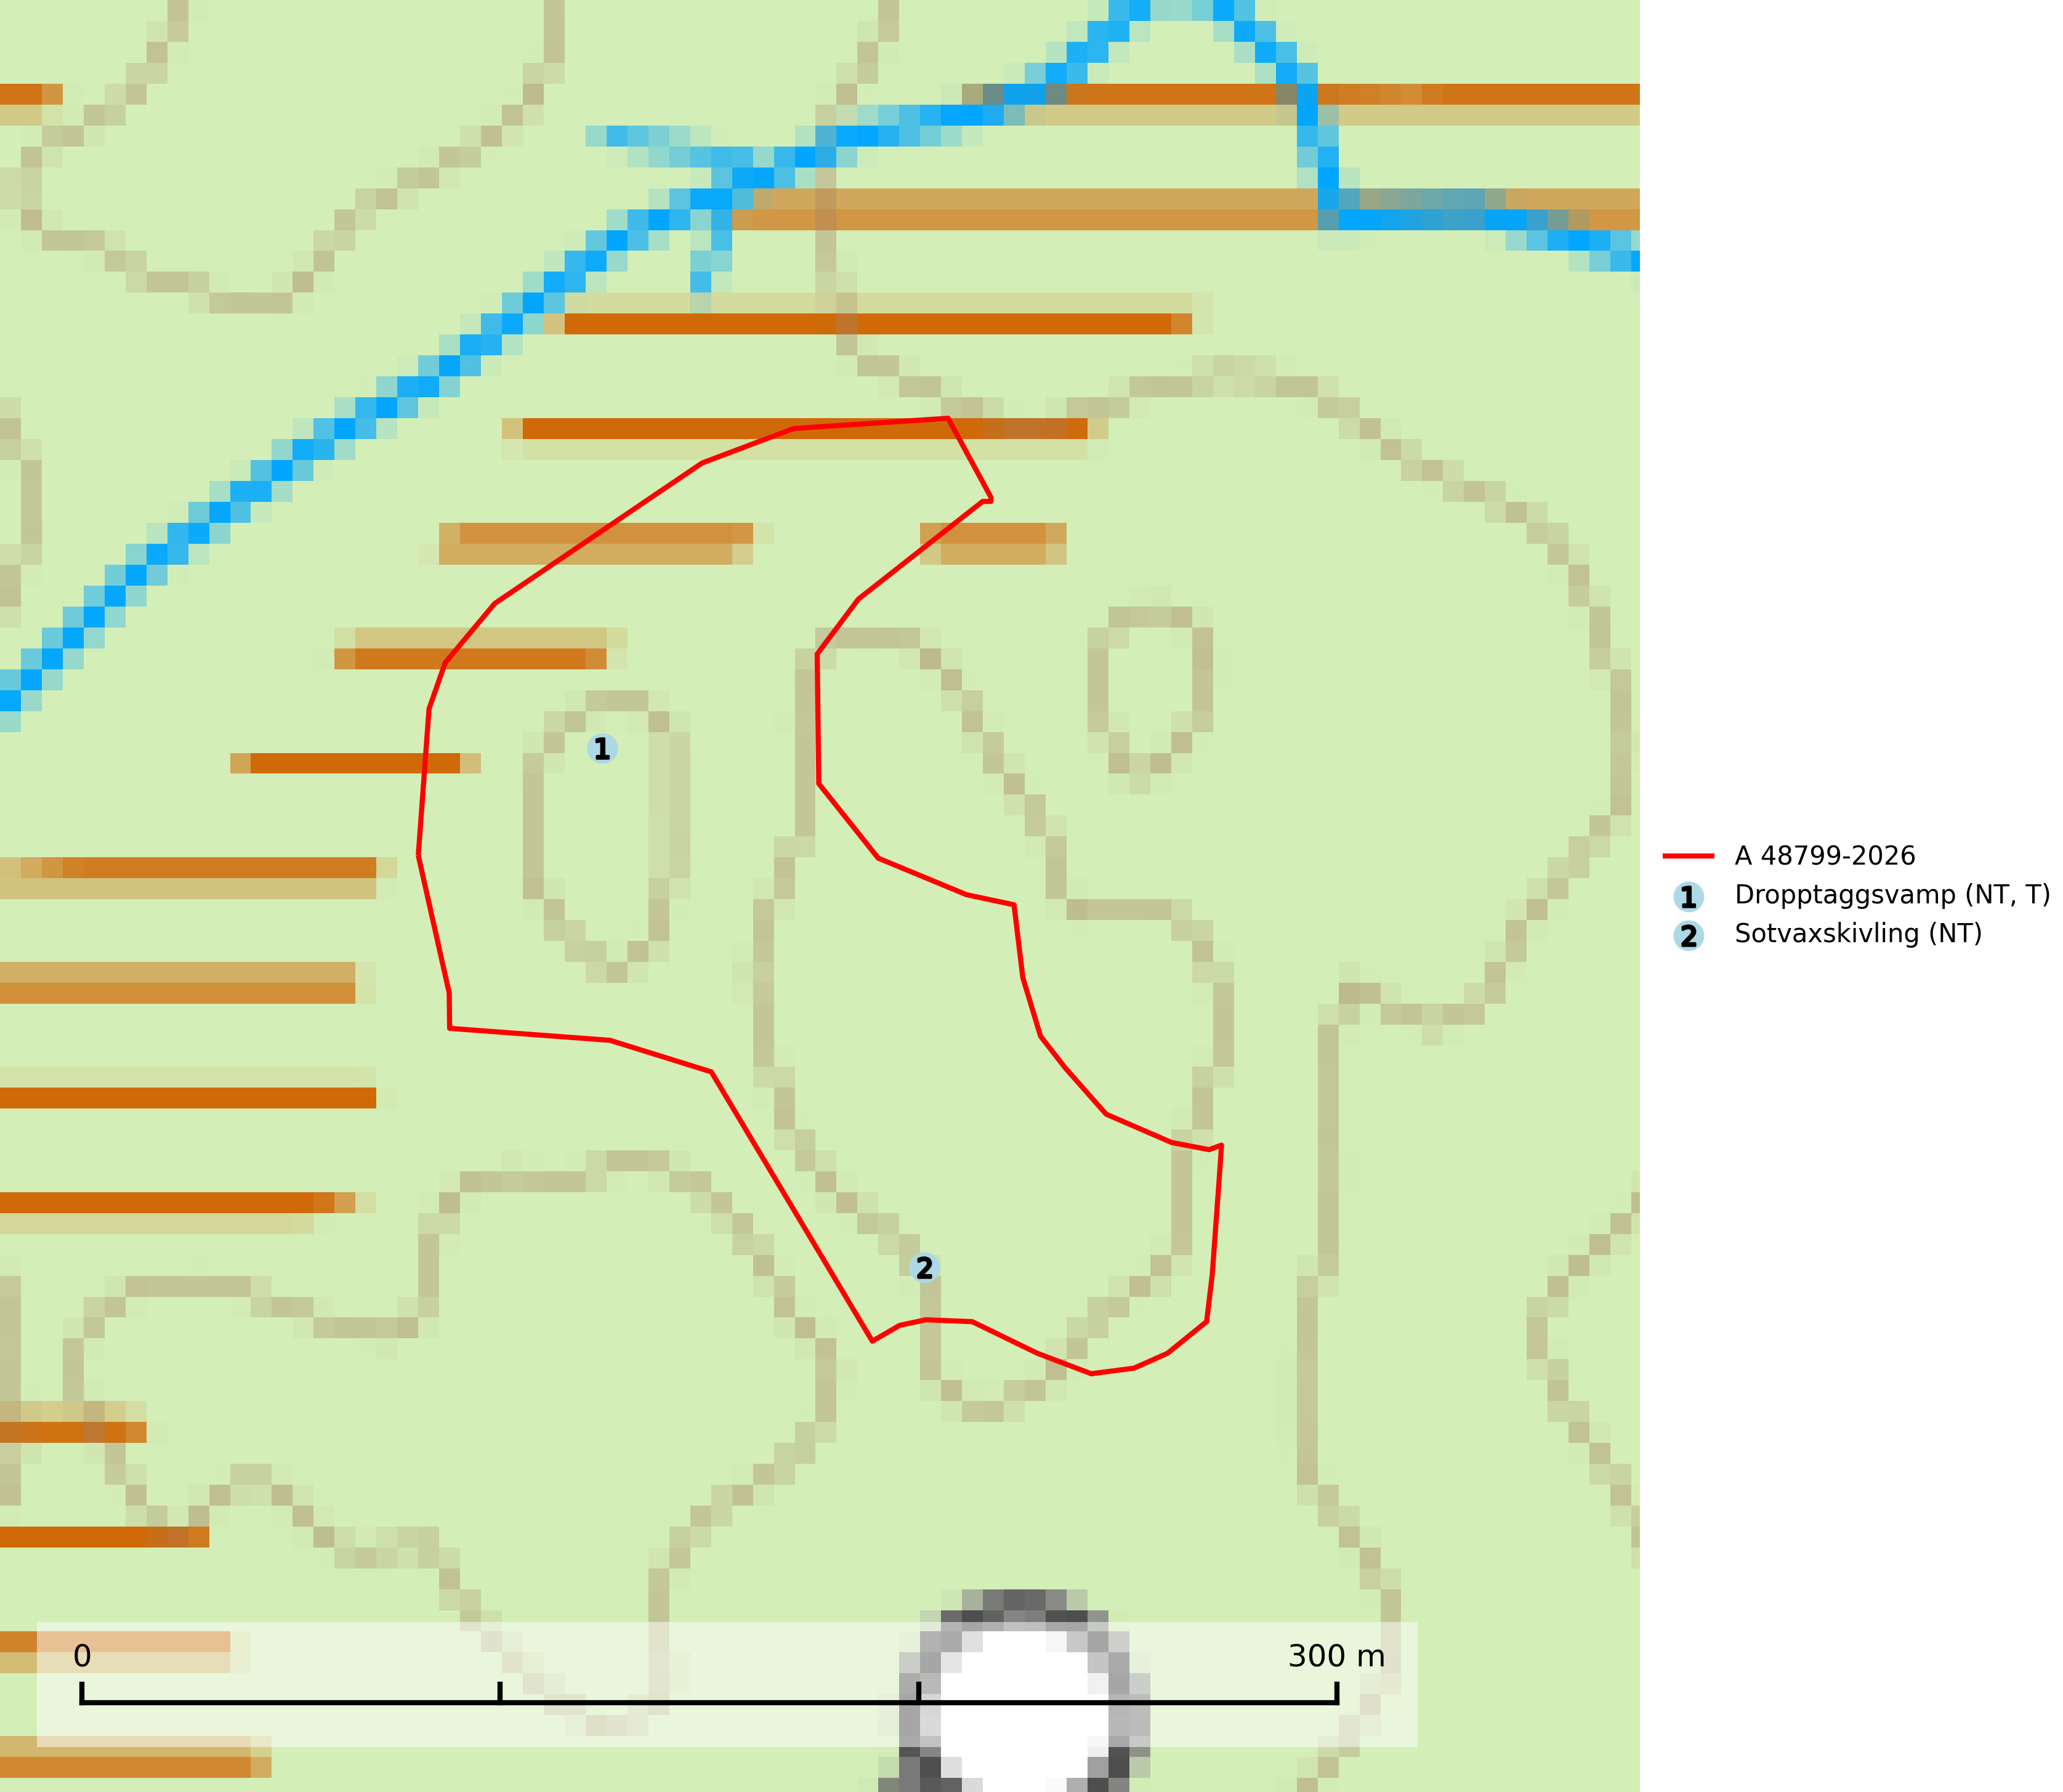 1
2
A 48799-2026
1 Dropptaggsvamp (NT, T)
2 Sotvaxskivling (NT)
0 300 m